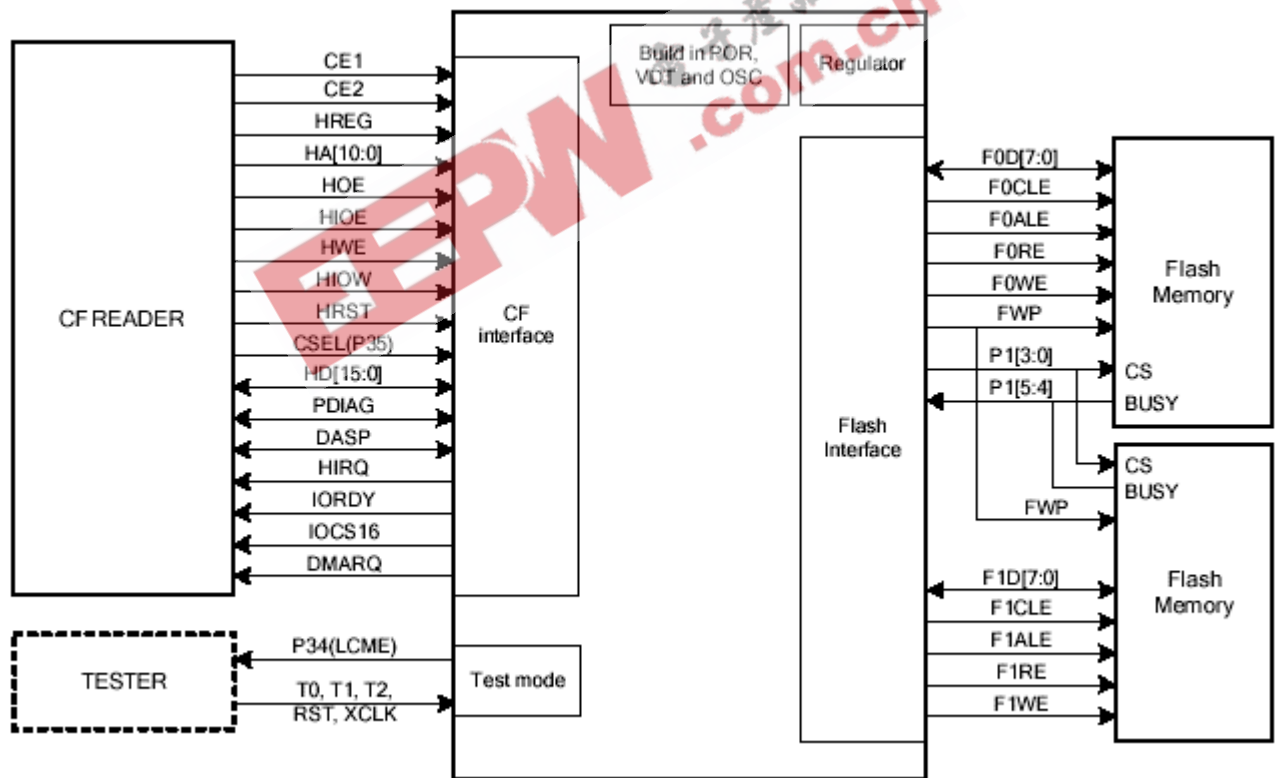 CF READER
CE1
CE2
HREG
HA[10:0]
HOE
HIOE
HWE
HIOW
HRST
CSEL(P35)
HD[15:0]
PDIAG
DASP
HIRQ
IORDY
IOCS16
DMARQ
TESTER
P34(LCME)
T0, T1, T2,
RST, XCLK
CF
interface
Test mode
Build in POR,
VDT and OSC
Regulator
Flash
Interface
F0D[7:0]
F0CLE
F0ALE
F0RE
F0WE
FWP
P1[3:0]
P1[5:4]
Flash
Memory
CS
BUSY
CS
BUSY
FWP
F1D[7:0]
F1CLE
F1ALE
F1RE
F1WE
Flash
Memory
EEPW
.com.cn